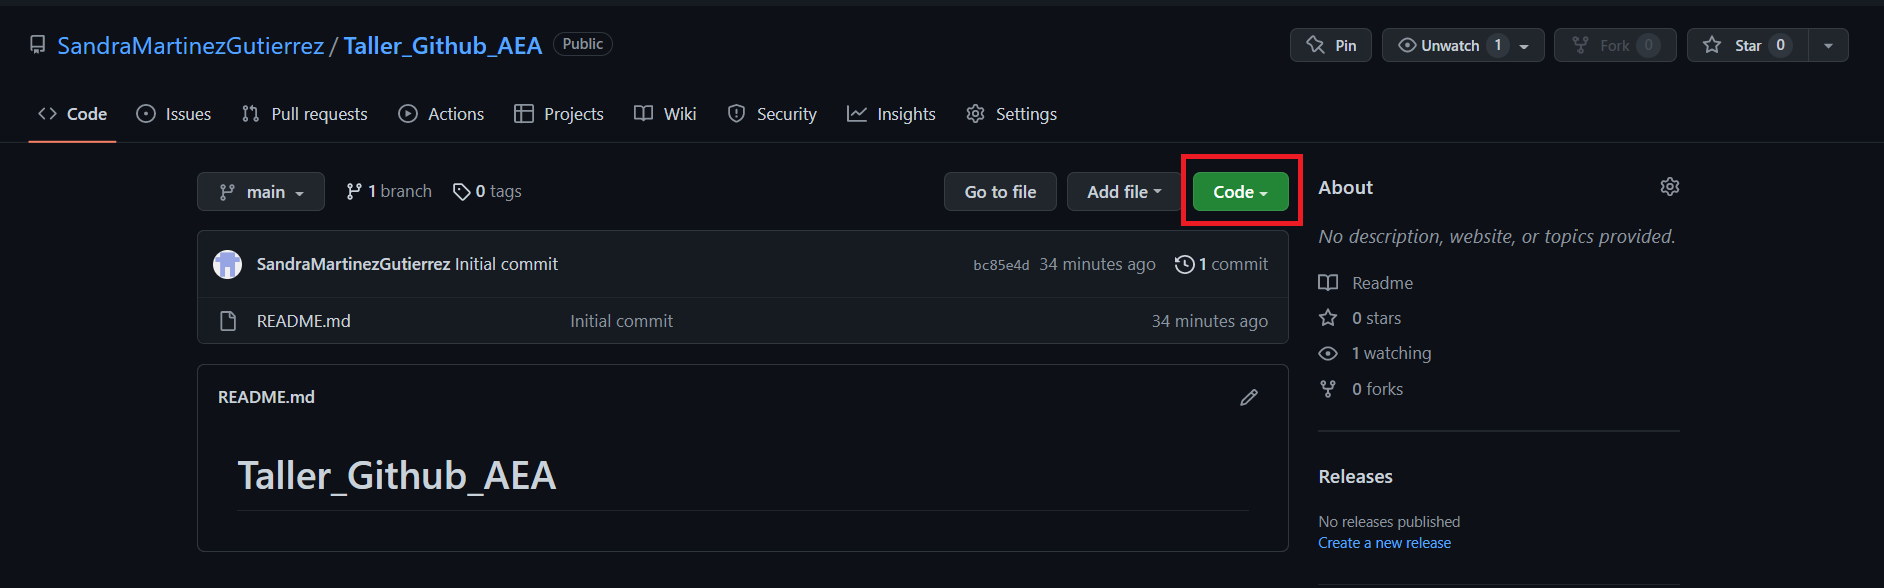 SandraMartinezGutierrez / Taller_Github_AEA Public
Pin Unwatch 1 Fork 0 Star 0
Code Issues Pull requests Actions Projects Wiki Security Insights Settings
main 1 branch 0 tags Go to file Add file Code
SandraMartinezGutierrez Initial commit bc85e4d 34 minutes ago 1 commit
README.md Initial commit 34 minutes ago
README.md
Taller_Github_AEA
About
No description, website, or topics provided.
Readme
0 stars
1 watching
0 forks
Releases
No releases published
Create a new release